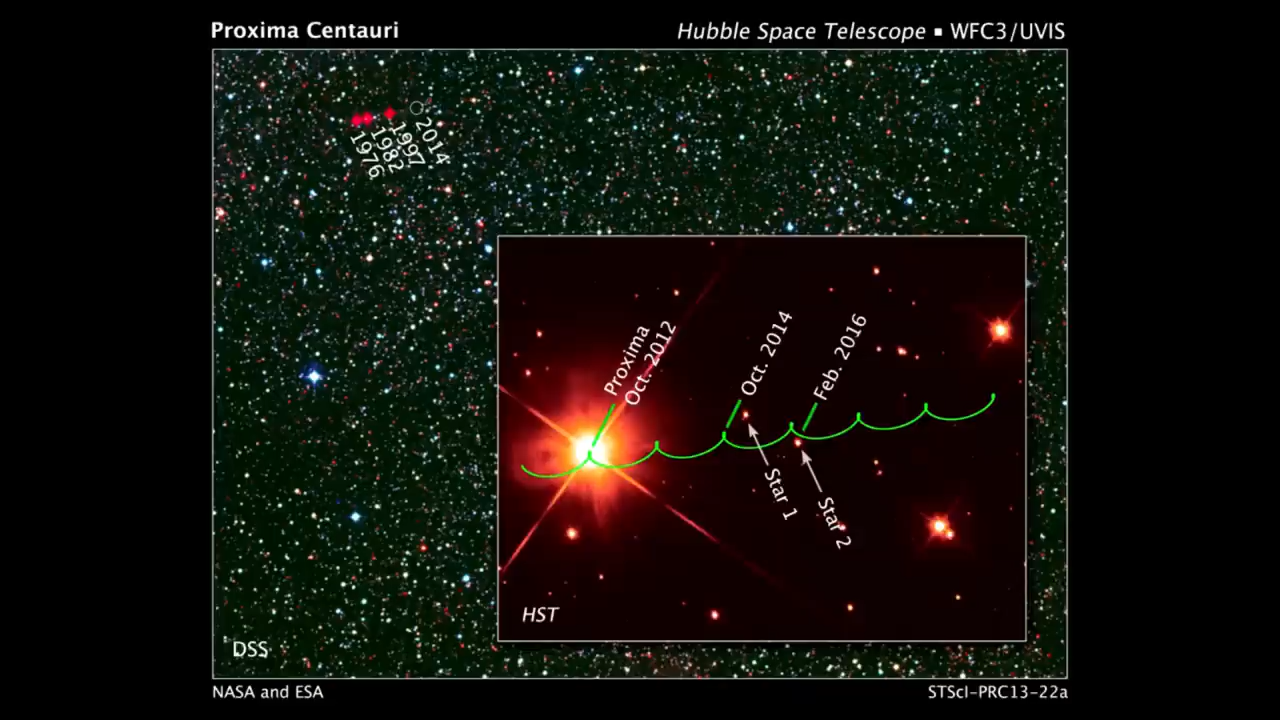 Proxima Centauri
Hubble Space Telescope ▪ WFC3/UVIS
2014
1997
1982
1976
Proxima
Oct. 2012
Oct. 2014
Feb. 2016
Star 1
Star 2
HST
DSS
NASA and ESA
STScI-PRC13-22a